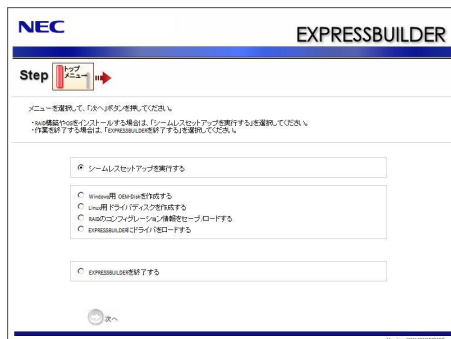 NEC
EXPRESSBUILDER
Step
トップ
メニュー
メニューを選択して、「次へ」ボタンを押してください。
・RAID構築やOSをインストールする場合は、「シームレスセットアップを実行する」を選択してください。
・作業を終了する場合は、「EXPRESSBUILDERを終了する」を選択してください。
シームレスセットアップを実行する
Windows用 OEM-Diskを作成する
Linux用 ドライバディスクを作成する
RAIDのコンフィグレーション情報をセーブ/ロードする
EXPRESSBUILDERにドライバをロードする
EXPRESSBUILDERを終了する
次へ